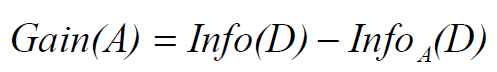 Gain(A) = Info(D) − Info_A(D)